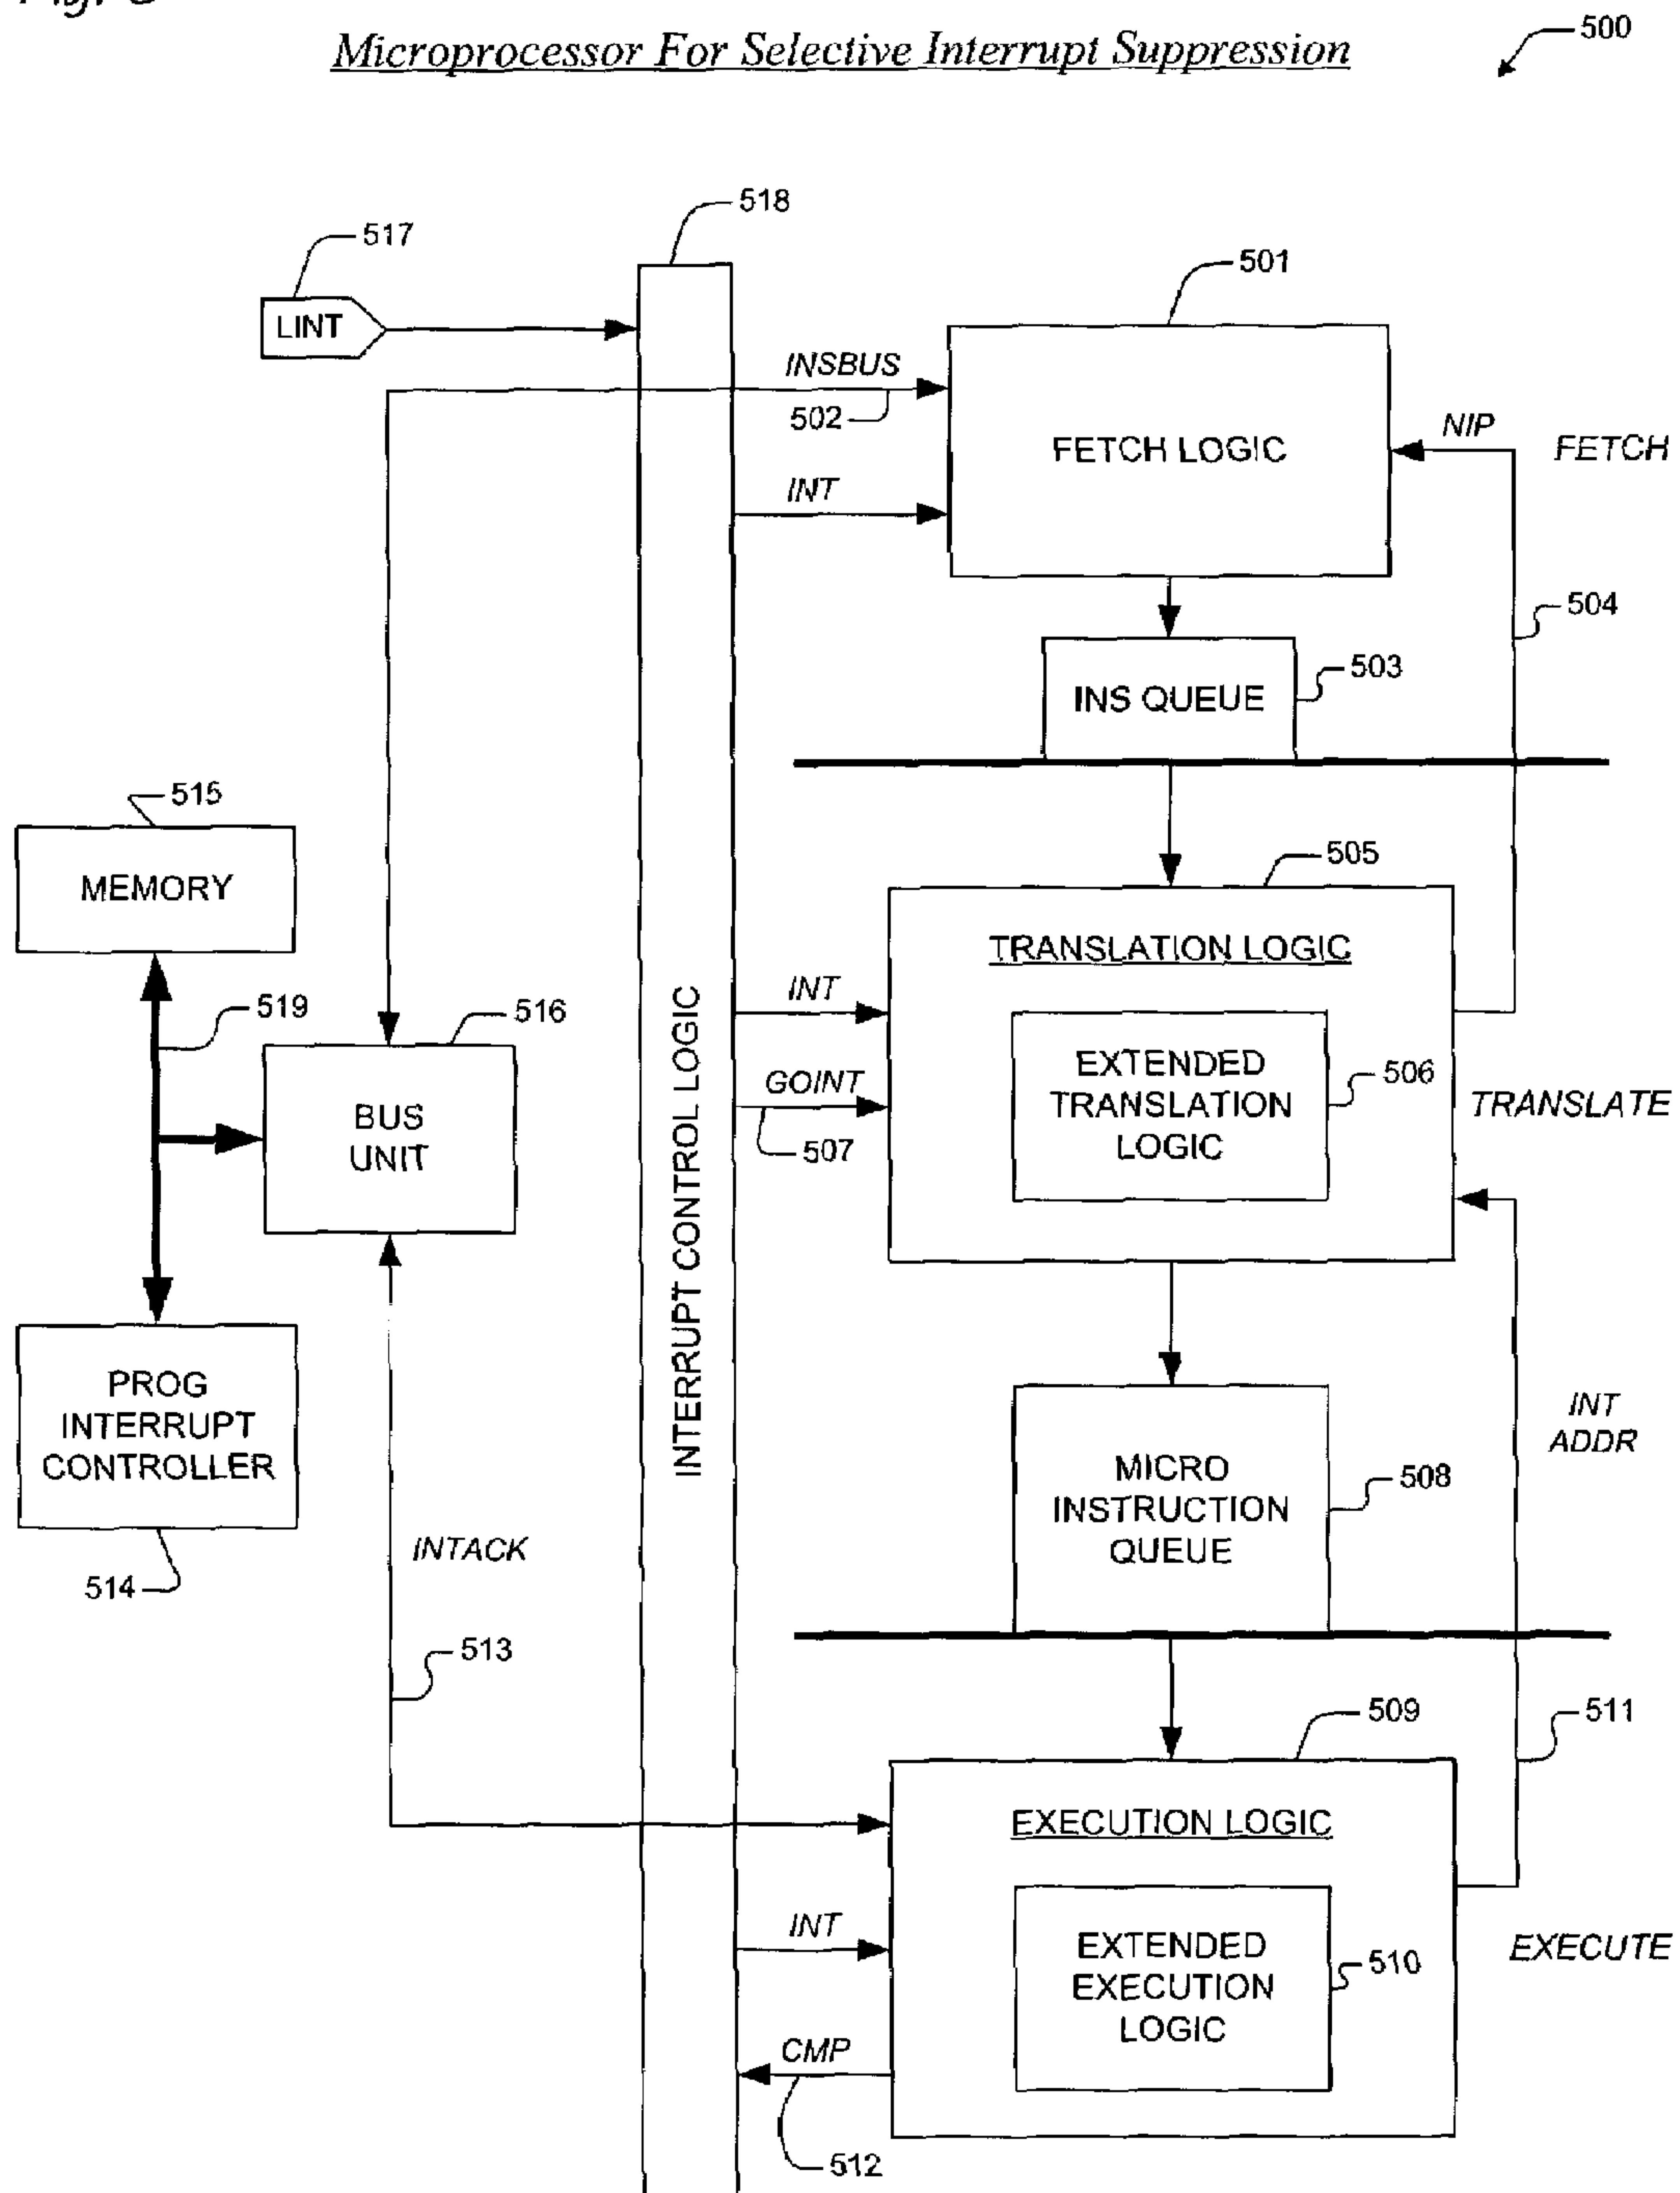 Microprocessor For Selective Interrupt Suppression
500
518
517
501
LINT
INSBUS
502
FETCH LOGIC
NIP
FETCH
INT
504
503
INS QUEUE
515
MEMORY
505
TRANSLATION LOGIC
519
516
INT
EXTENDED
TRANSLATION
LOGIC
506
BUS
UNIT
GOINT
507
TRANSLATE
INTERRUPT CONTROL LOGIC
PROG
INTERRUPT
CONTROLLER
514
INT
ADDR
MICRO
INSTRUCTION
QUEUE
508
INTACK
513
509
511
EXECUTION LOGIC
INT
EXTENDED
EXECUTION
LOGIC
510
EXECUTE
CMP
512